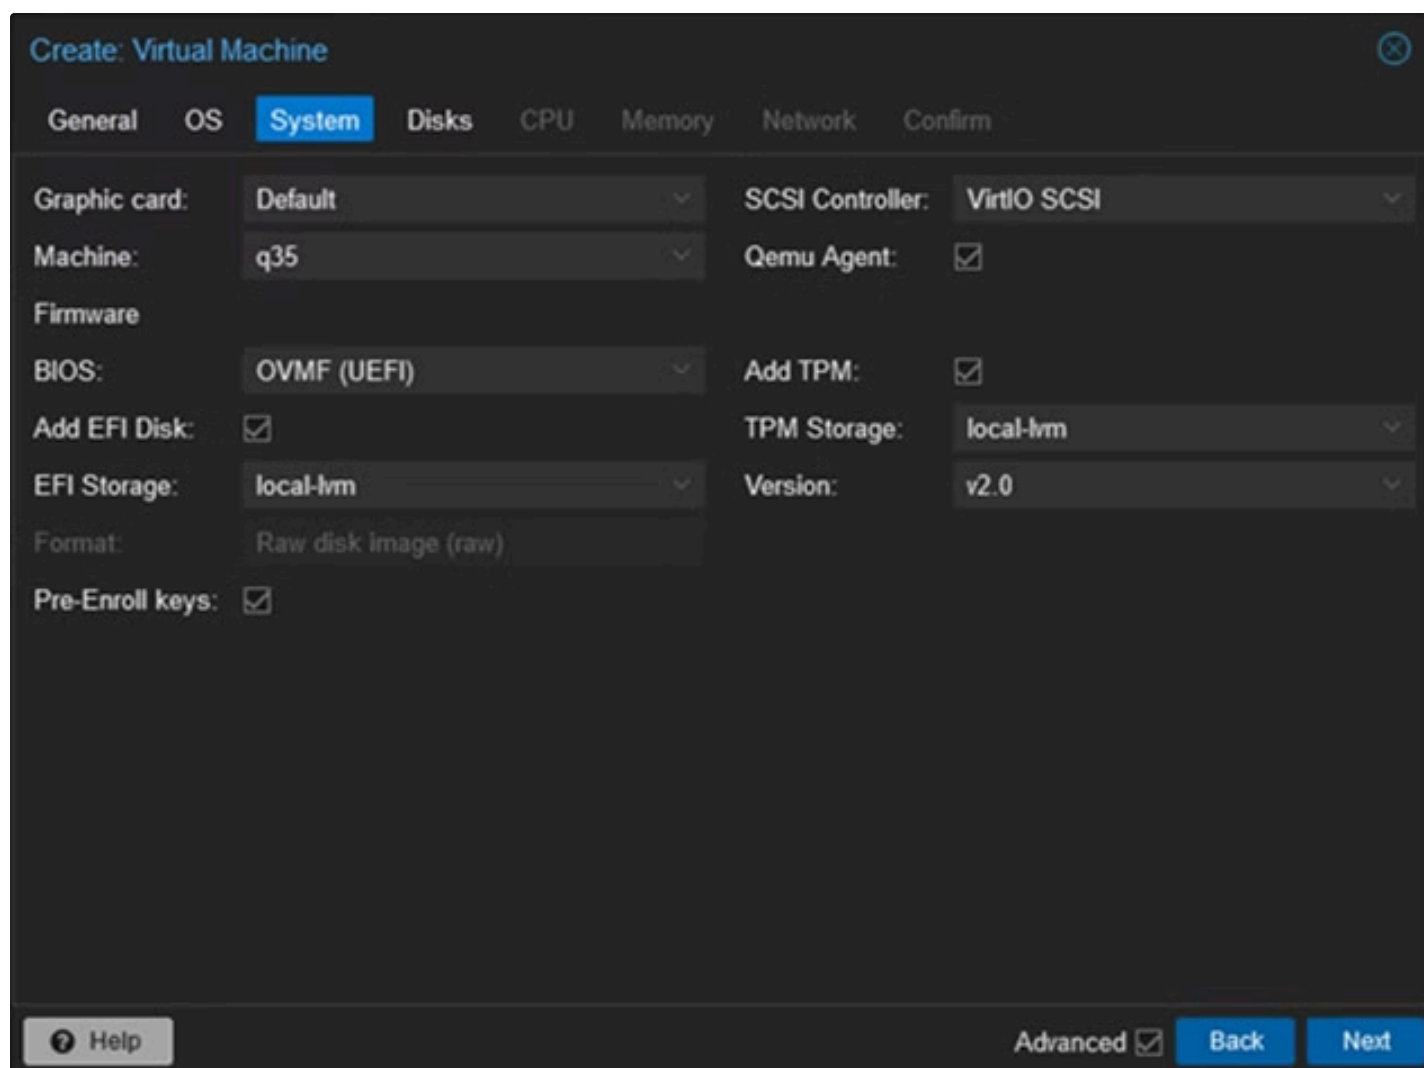 Create: Virtual Machine
General OS System Disks CPU Memory Network Confirm
Graphic card: Default SCSI Controller: VirtIO SCSI
Machine: q35 Qemu Agent:
Firmware
BIOS: OVMF (UEFI) Add TPM:
Add EFI Disk: TPM Storage: local-lvm
EFI Storage: local-lvm Version: v2.0
Format: Raw disk image (raw)
Pre-Enroll keys:
Help Advanced Back Next